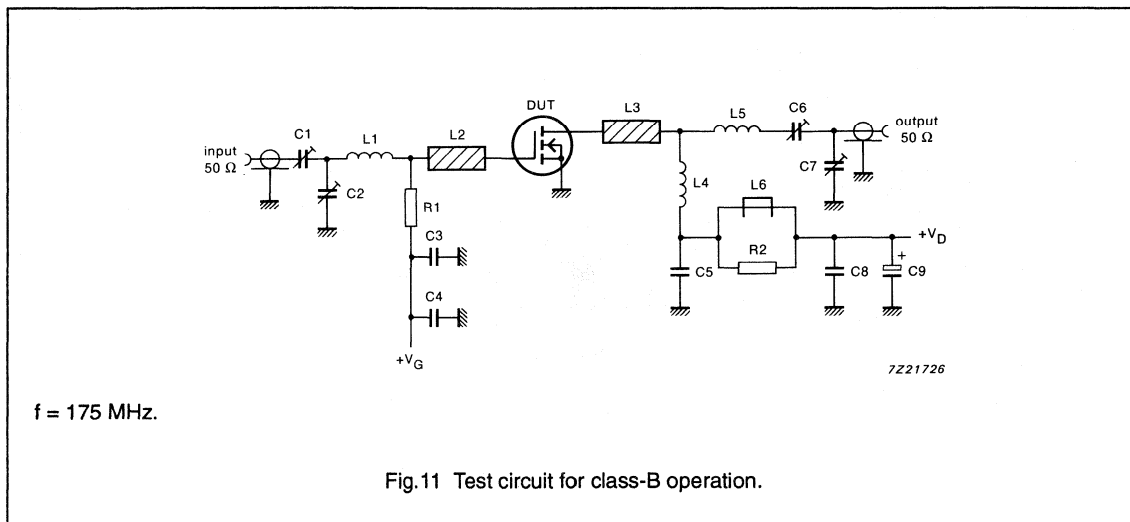 DUT
L3
L5
C6
output
50 Ω
input
50 Ω
C1
L1
L2
C2
C7
L4
L6
R1
R2
+V_D
C3
C5
C8
+
C9
C4
+V_G
7Z21726
f = 175 MHz.
Fig.11 Test circuit for class-B operation.